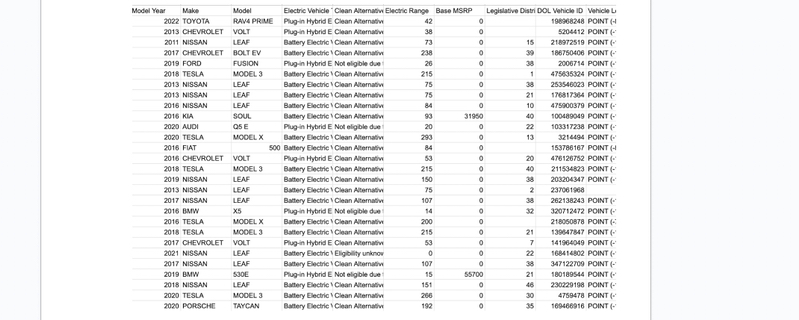 Model Year Make Model Electric Vehicle T Clean Alternative Electric Range Base MSRP Legislative Distri DOL Vehicle ID Vehicle Lo
2022 TOYOTA RAV4 PRIME Plug-in Hybrid E Clean Alternative 42 0 198968248 POINT (-
2013 CHEVROLET VOLT Plug-in Hybrid E Clean Alternative 38 0 5204412 POINT (-
2011 NISSAN LEAF Battery Electric V Clean Alternative 73 0 15 218972519 POINT (-
2017 CHEVROLET BOLT EV Battery Electric V Clean Alternative 238 0 39 186750406 POINT (-
2019 FORD FUSION Plug-in Hybrid E Not eligible due 26 0 38 2006714 POINT (-
2018 TESLA MODEL 3 Battery Electric V Clean Alternative 215 0 1 475635324 POINT (-
2013 NISSAN LEAF Battery Electric V Clean Alternative 75 0 38 253546023 POINT (-
2013 NISSAN LEAF Battery Electric V Clean Alternative 75 0 21 176817364 POINT (-
2016 NISSAN LEAF Battery Electric V Clean Alternative 84 0 10 475900379 POINT (-
2016 KIA SOUL Battery Electric V Clean Alternative 93 31950 40 100489049 POINT (-
2020 AUDI Q5 E Plug-in Hybrid E Not eligible due 20 0 22 103317238 POINT (-
2020 TESLA MODEL X Battery Electric V Clean Alternative 293 0 13 3214494 POINT (-
2016 FIAT 500 Battery Electric V Clean Alternative 84 0 153786167 POINT (-
2016 CHEVROLET VOLT Plug-in Hybrid E Clean Alternative 53 0 20 476126752 POINT (-
2018 TESLA MODEL 3 Battery Electric V Clean Alternative 215 0 40 211534823 POINT (-
2019 NISSAN LEAF Battery Electric V Clean Alternative 150 0 38 203204347 POINT (-
2013 NISSAN LEAF Battery Electric V Clean Alternative 75 0 2 237061968
2017 NISSAN LEAF Battery Electric V Clean Alternative 107 0 38 262138243 POINT (-
2016 BMW X5 Plug-in Hybrid E Not eligible due 14 0 32 320712472 POINT (-
2016 TESLA MODEL X Battery Electric V Clean Alternative 200 0 218050878 POINT (-
2018 TESLA MODEL 3 Battery Electric V Clean Alternative 215 0 21 139647847 POINT (-
2017 CHEVROLET VOLT Plug-in Hybrid E Clean Alternative 53 0 7 141964049 POINT (-
2021 NISSAN LEAF Battery Electric V Eligibility unknow 0 0 22 168414802 POINT (-
2017 NISSAN LEAF Battery Electric V Clean Alternative 107 0 38 347122709 POINT (-
2019 BMW 530E Plug-in Hybrid E Not eligible due 15 55700 21 180189544 POINT (-
2018 NISSAN LEAF Battery Electric V Clean Alternative 151 0 46 230229198 POINT (-
2020 TESLA MODEL 3 Battery Electric V Clean Alternative 266 0 30 4759478 POINT (-
2020 PORSCHE TAYCAN Battery Electric V Clean Alternative 192 0 35 169466916 POINT (-